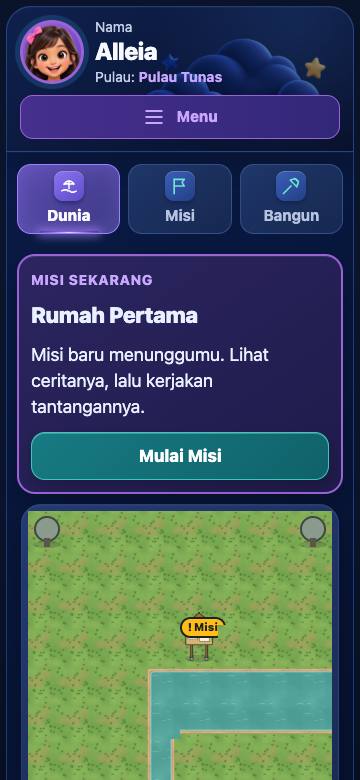 Nama
Alleia
Pulau: Pulau Tunas
Menu
Dunia
Misi
Bangun
MISI SEKARANG
Rumah Pertama
Misi baru menunggumu. Lihat
ceritanya, lalu kerjakan
tantangannya.
Mulai Misi
! Misi